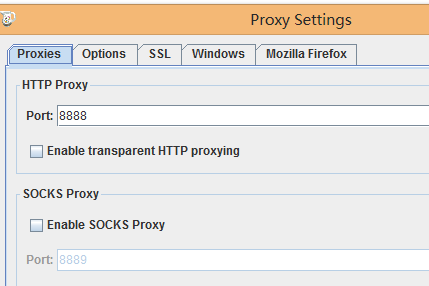 Proxy Settings
Proxies Options SSL Windows Mozilla Firefox
HTTP Proxy
Port: 8888
Enable transparent HTTP proxying
SOCKS Proxy
Enable SOCKS Proxy
Port: 8889